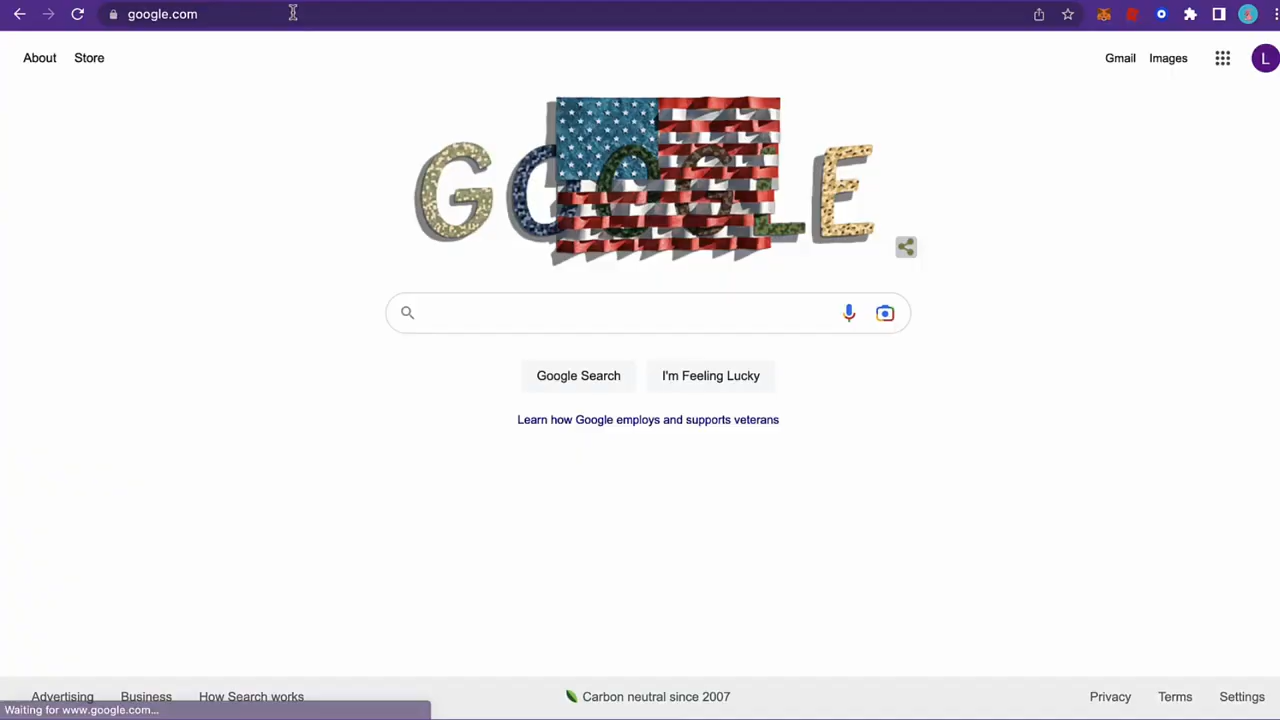 google.com
About Store
Gmail Images
L
GOOGLE
Google Search
I'm Feeling Lucky
Learn how Google employs and supports veterans
Advertising Business How Search works
Carbon neutral since 2007
Privacy Terms Settings
Waiting for www.google.com...